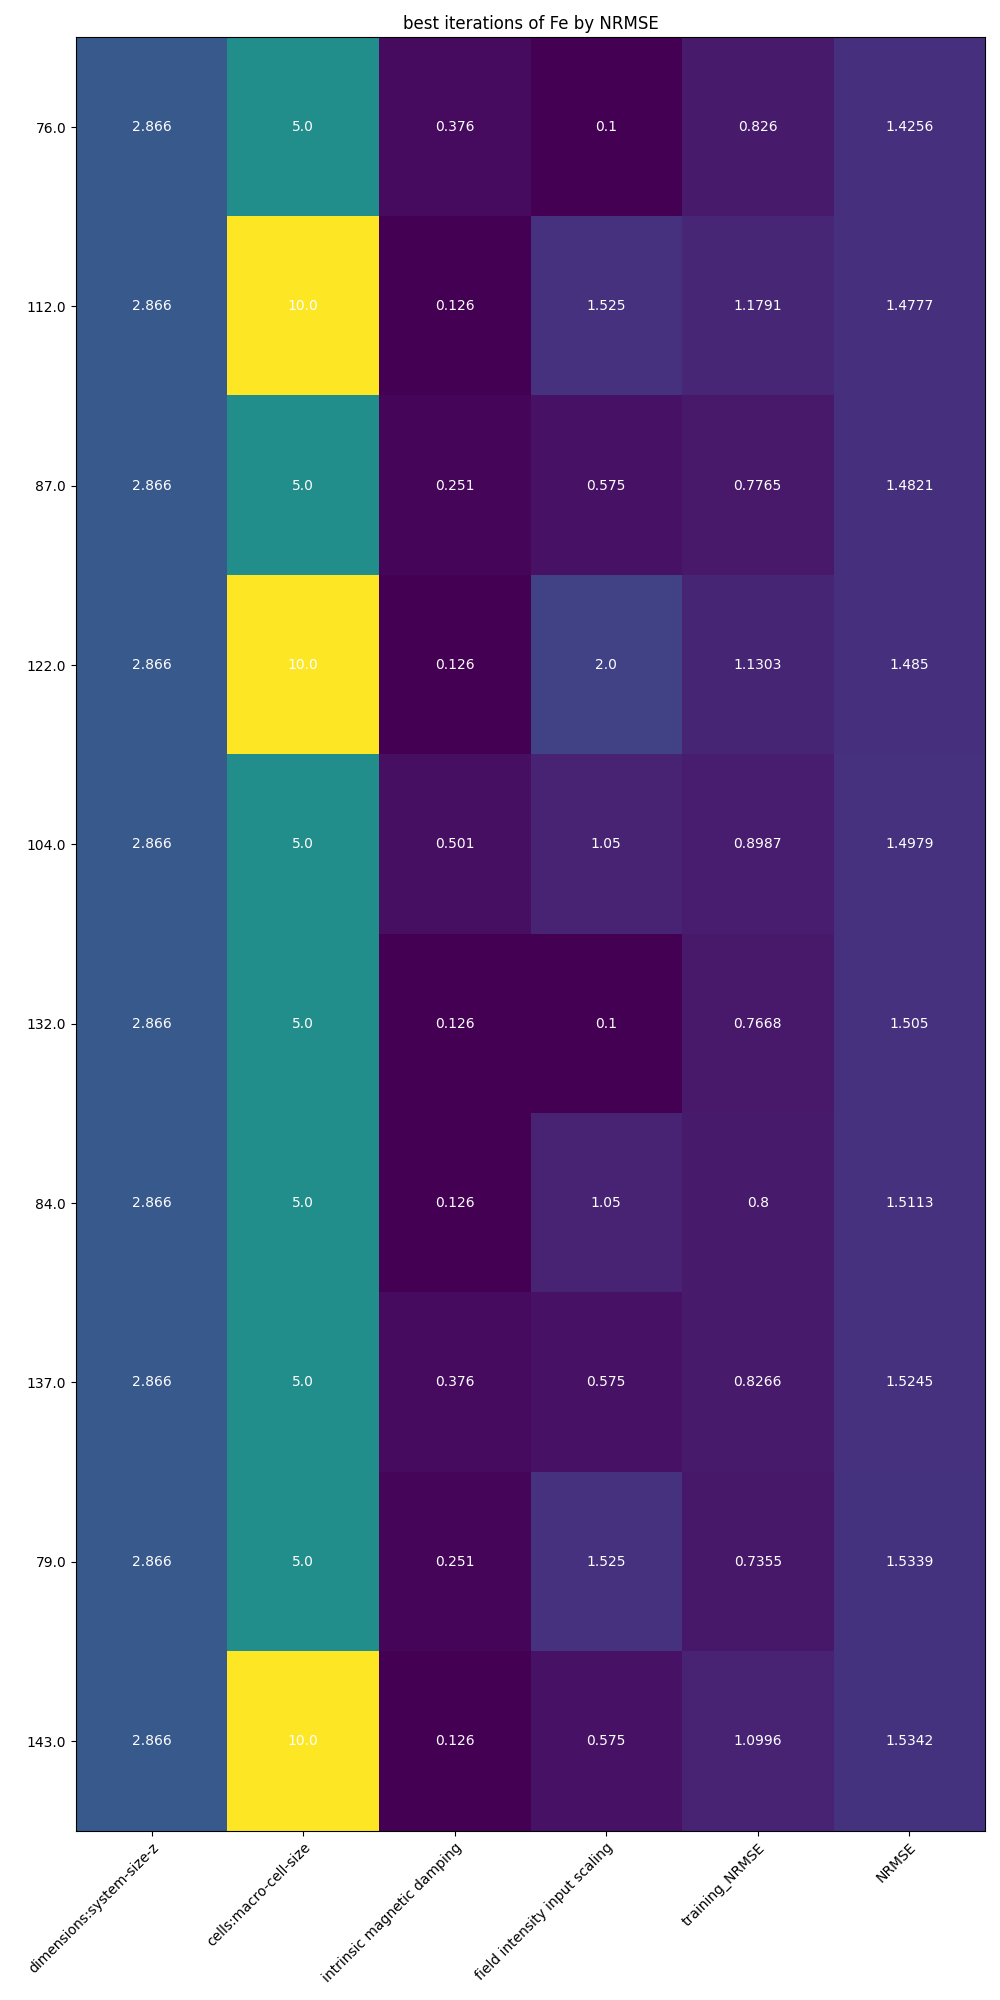 best iterations of Fe by NRMSE
76.0 2.866 5.0 0.376 0.1 0.826 1.4256
112.0 2.866 10.0 0.126 1.525 1.1791 1.4777
87.0 2.866 5.0 0.251 0.575 0.7765 1.4821
122.0 2.866 10.0 0.126 2.0 1.1303 1.485
104.0 2.866 5.0 0.501 1.05 0.8987 1.4979
132.0 2.866 5.0 0.126 0.1 0.7668 1.505
84.0 2.866 5.0 0.126 1.05 0.8 1.5113
137.0 2.866 5.0 0.376 0.575 0.8266 1.5245
79.0 2.866 5.0 0.251 1.525 0.7355 1.5339
143.0 2.866 10.0 0.126 0.575 1.0996 1.5342
dimensions:system-size-z
cells:macro-cell-size
intrinsic magnetic damping
field intensity input scaling
training_NRMSE
NRMSE